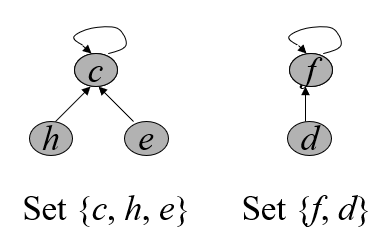 c f
h e d
Set {c, h, e} Set {f, d}